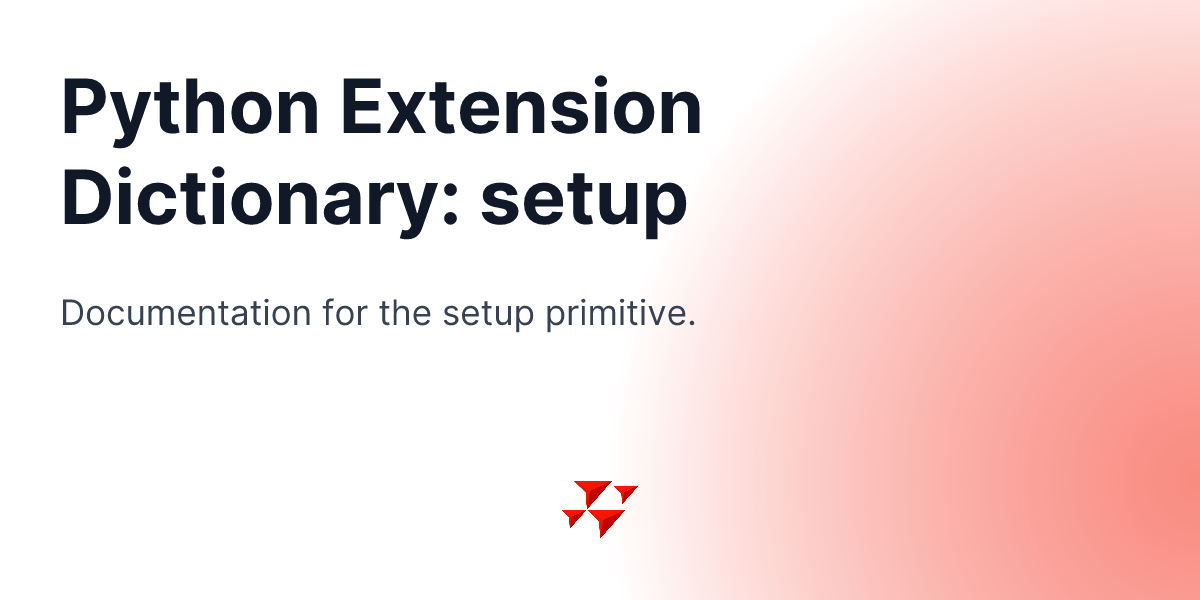 Python Extension
Dictionary: setup
Documentation for the setup primitive.